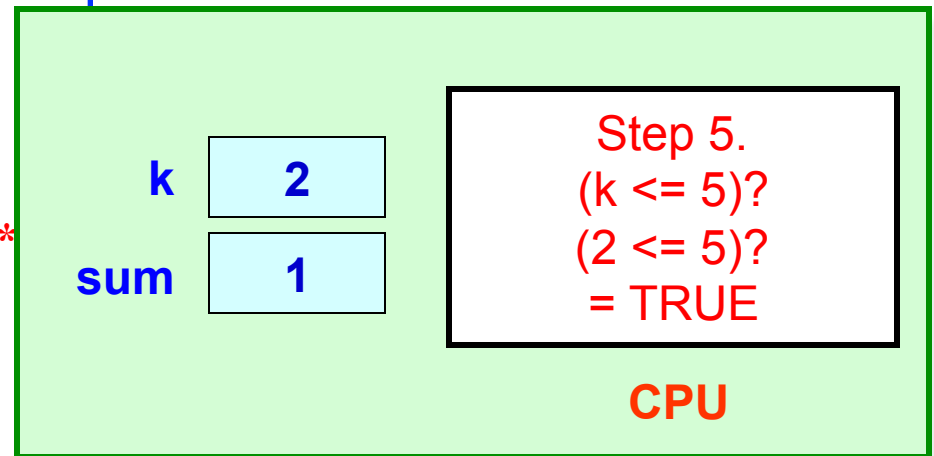 Step 5.
k 2 (k <= 5)?
* (2 <= 5)?
sum 1 = TRUE
CPU